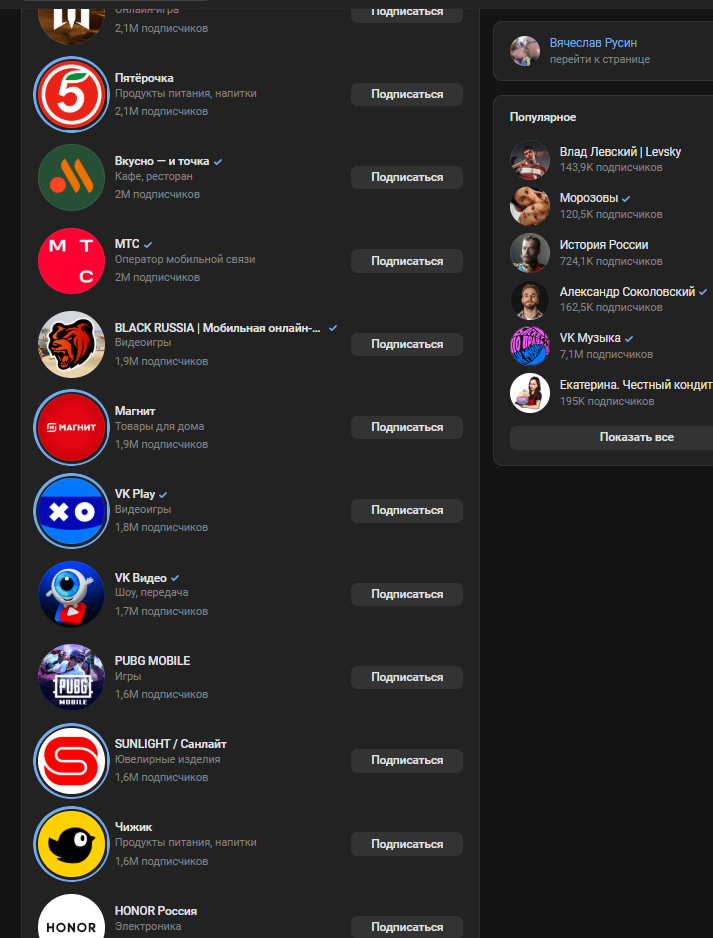 Онлайн-игра
2,1M подписчиков
Подписаться
Пятёрочка
Продукты питания, напитки
2,1M подписчиков
Подписаться
Вкусно — и точка
Кафе, ресторан
2M подписчиков
Подписаться
М Т
С
МТС
Оператор мобильной связи
2M подписчиков
Подписаться
BLACK RUSSIA | Мобильная онлайн-...
Видеоигры
1,9M подписчиков
Подписаться
МАГНИТ
Магнит
Товары для дома
1,9M подписчиков
Подписаться
VK Play
Видеоигры
1,8M подписчиков
Подписаться
VK Видео
Шоу, передача
1,7M подписчиков
Подписаться
PUBG
MOBILE
PUBG MOBILE
Игры
1,6M подписчиков
Подписаться
SUNLIGHT / Санлайт
Ювелирные изделия
1,6M подписчиков
Подписаться
Чижик
Продукты питания, напитки
1,6M подписчиков
Подписаться
HONOR
HONOR Россия
Электроника
Подписаться
Вячеслав Русин
перейти к странице
Популярное
Влад Левский | Levsky
143,9K подписчиков
Морозовы
120,5K подписчиков
История России
724,1K подписчиков
Александр Соколовский
162,5K подписчиков
VK Музыка
7,1M подписчиков
Екатерина. Честный кондит
195K подписчиков
Показать все